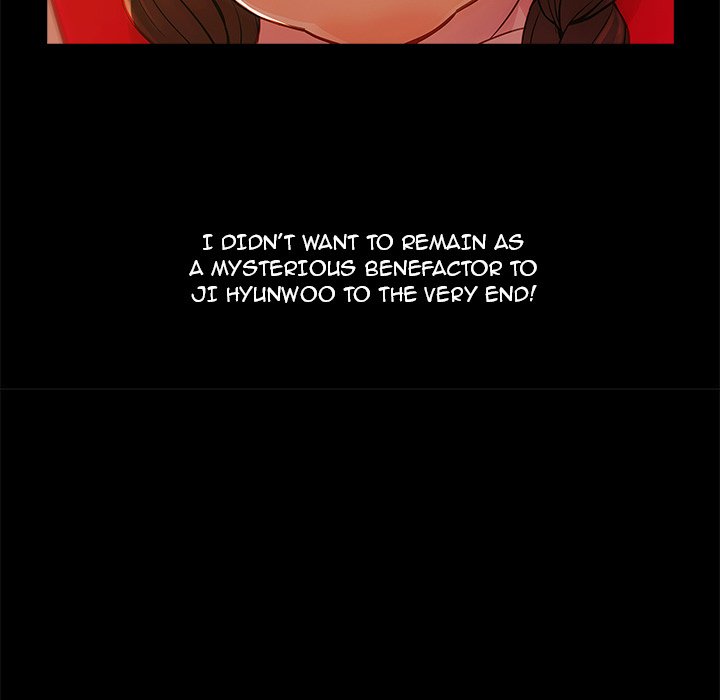 I DIDN'T WANT TO REMAIN AS
A MYSTERIOUS BENEFACTOR TO
JI HYUNWOO TO THE VERY END!